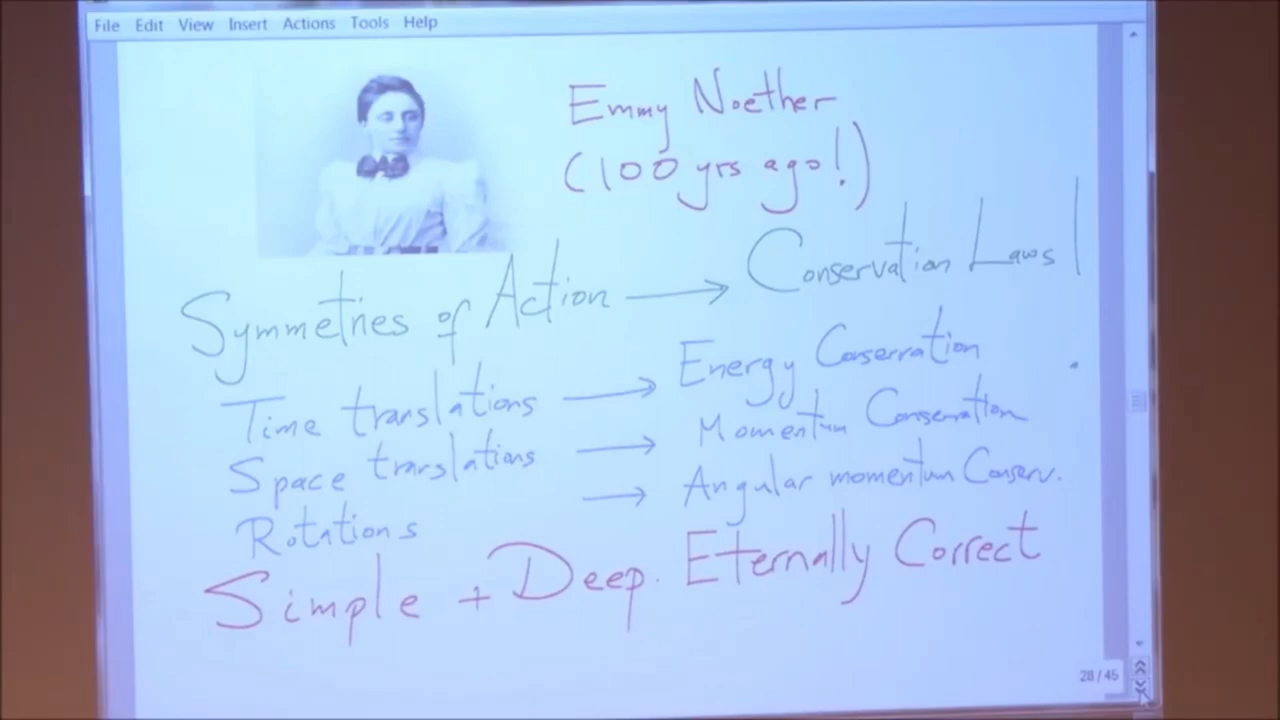 File Edit View Insert Actions Tools Help
Emmy Noether
(100 yrs ago!)
Symmetries of Action → Conservation Laws!
Time translations → Energy Conservation
Space translations → Momentum Conservation
Rotations → Angular momentum Conserv.
Simple + Deep. Eternally Correct
28 / 45